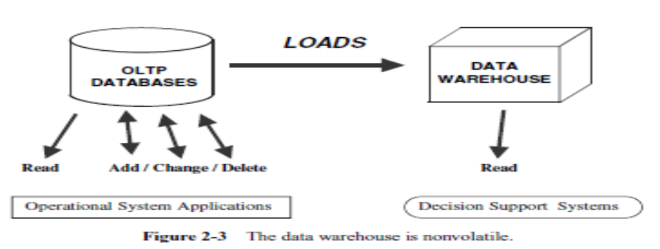 LOADS
OLTP
DATABASES
DATA
WAREHOUSE
Read
Add / Change / Delete
Read
Operational System Applications
Decision Support Systems
Figure 2-3 The data warehouse is nonvolatile.